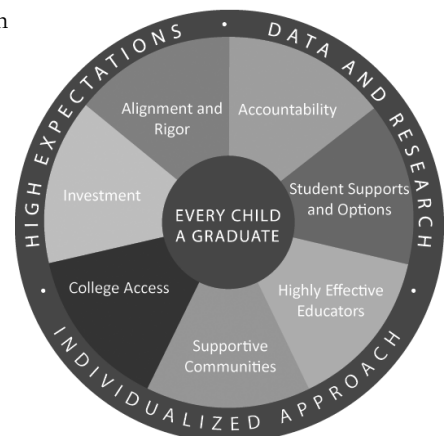 n
HIGH EXPECTATIONS • DATA AND RESEARCH • INDIVIDUALIZED APPROACH •
Alignment and
Rigor
Accountability
Student Supports
and Options
Highly Effective
Educators
Supportive
Communities
College Access
Investment
EVERY CHILD
A GRADUATE